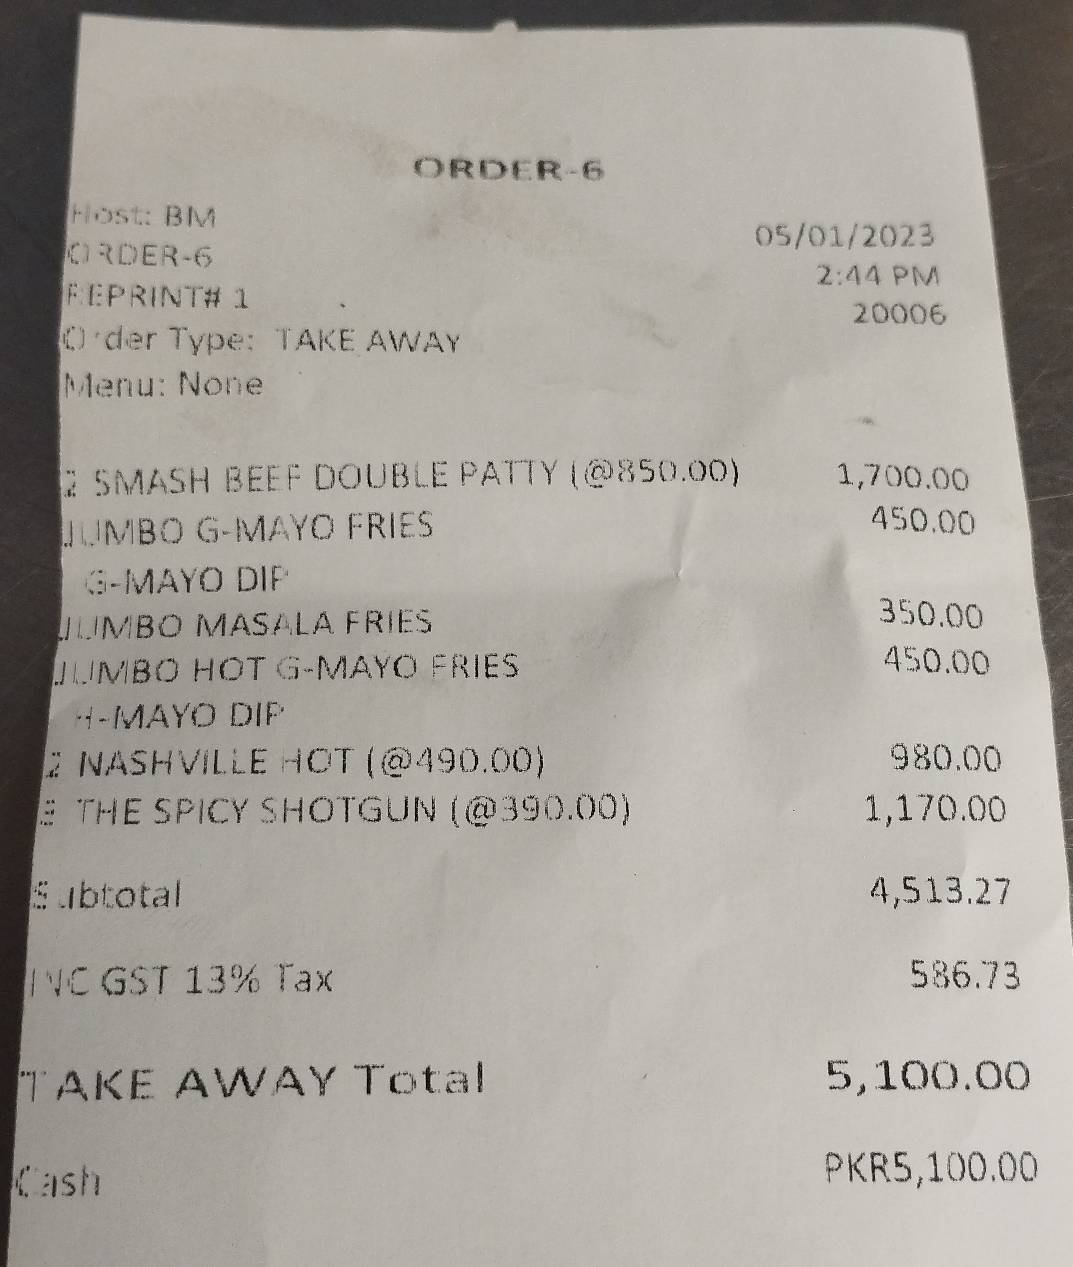 ORDER-6
Host: BM
05/01/2023
ORDER-6
2:44 PM
REPRINT# 1
20006
Order Type: TAKE AWAY
Menu: None
2 SMASH BEEF DOUBLE PATTY (@850.00) 1,700.00
JUMBO G-MAYO FRIES 450.00
G-MAYO DIP
JUMBO MASALA FRIES 350.00
JUMBO HOT G-MAYO FRIES 450.00
H-MAYO DIP
2 NASHVILLE HOT (@490.00) 980.00
3 THE SPICY SHOTGUN (@390.00) 1,170.00
Subtotal 4,513.27
INC GST 13% Tax 586.73
TAKE AWAY Total 5,100.00
Cash PKR5,100.00